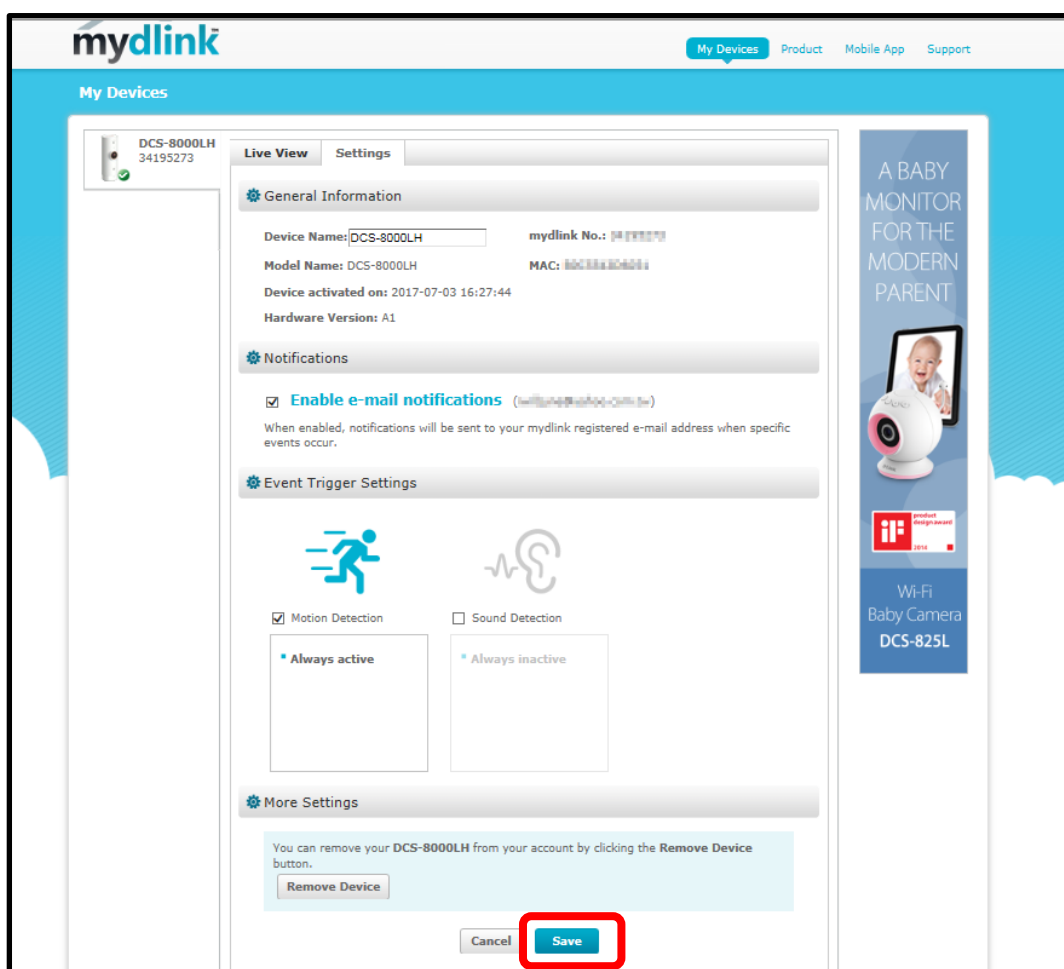 mydlink
My Devices Product Mobile App Support
My Devices
DCS-8000LH
34195273
Live View Settings
General Information
Device Name: DCS-8000LH mydlink No.:
Model Name: DCS-8000LH MAC:
Device activated on: 2017-07-03 16:27:44
Hardware Version: A1
Notifications
Enable e-mail notifications
When enabled, notifications will be sent to your mydlink registered e-mail address when specific
events occur.
Event Trigger Settings
Motion Detection Sound Detection
Always active Always inactive
More Settings
You can remove your DCS-8000LH from your account by clicking the Remove Device
button.
Remove Device
Cancel Save
A BABY
MONITOR
FOR THE
MODERN
PARENT
iF
product
design award
2014
Wi-Fi
Baby Camera
DCS-825L